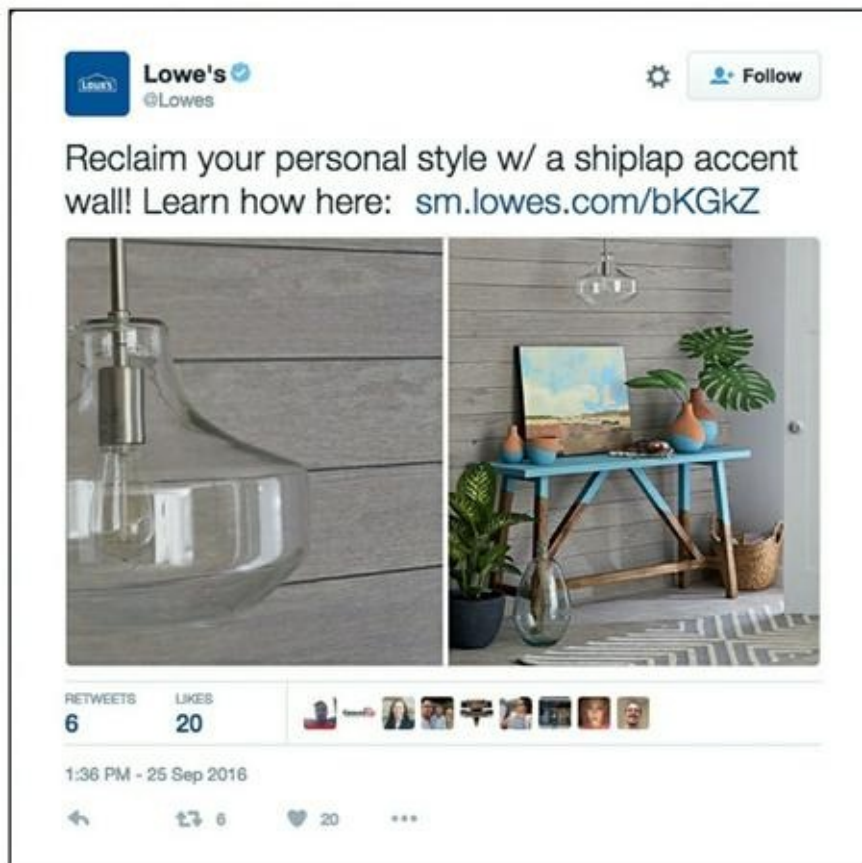 Lowe's
@Lowes
Follow
Reclaim your personal style w/ a shiplap accent
wall! Learn how here: sm.lowes.com/bKGkZ
RETWEETS
6
LIKES
20
1:36 PM - 25 Sep 2016
6
20